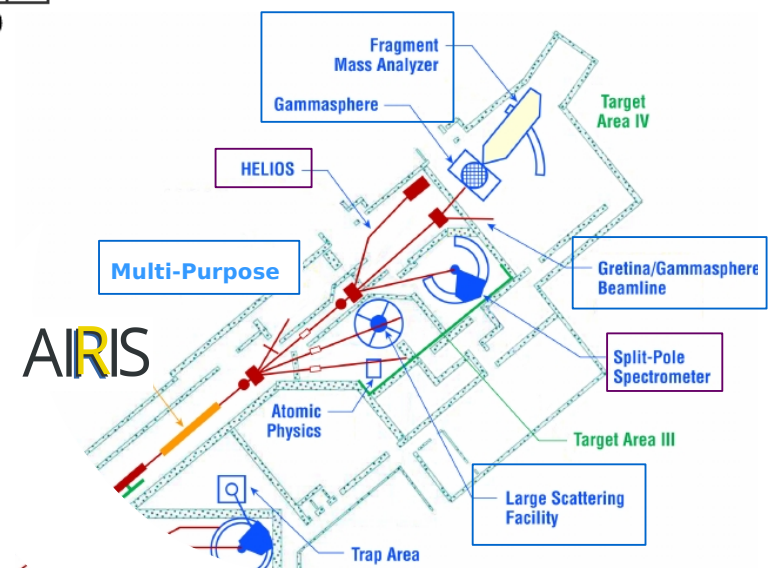 Fragment
Mass Analyzer
Gammasphere
Target
Area IV
HELIOS
Multi-Purpose
Gretina/Gammasphere
Beamline
AIRIS
Split-Pole
Spectrometer
Atomic
Physics
Target Area III
Large Scattering
Facility
Trap Area